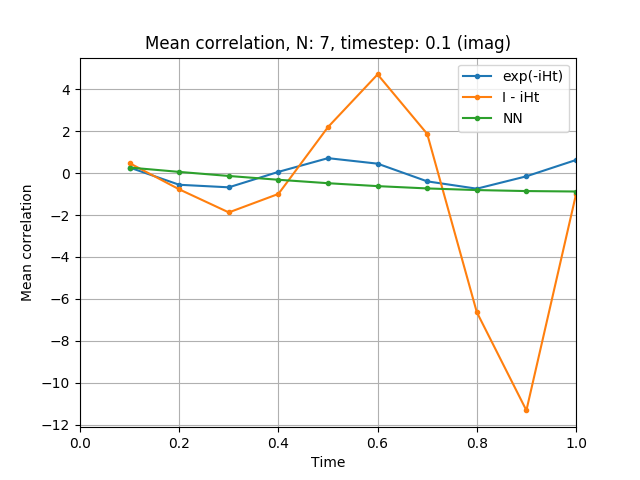 Mean correlation, N: 7, timestep: 0.1 (imag)
exp(-iHt)
I - iHt
NN
4
2
0
−2
−4
−6
−8
−10
−12
Mean correlation
0.0 0.2 0.4 0.6 0.8 1.0
Time